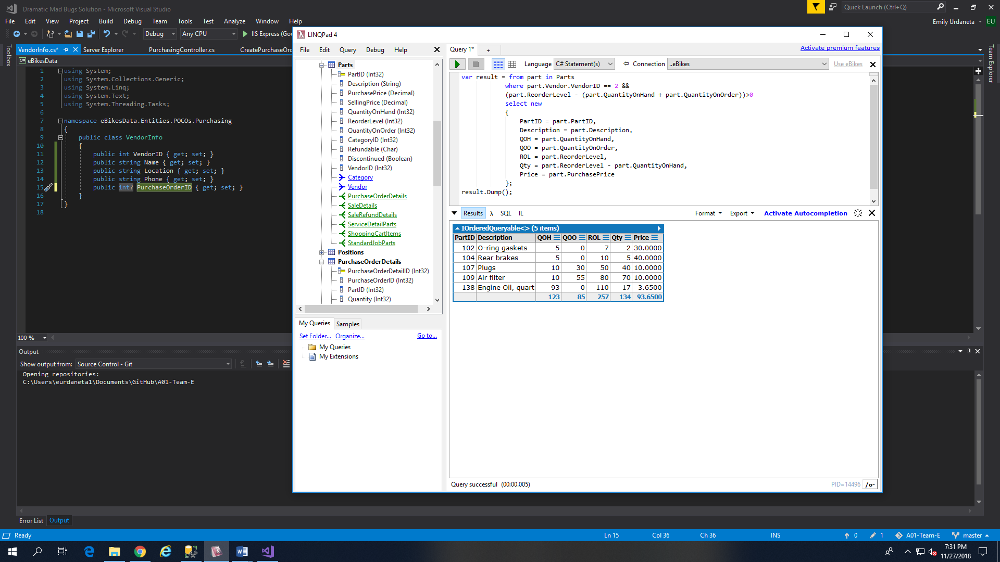 Dramatic Mad Bugs Solution - Microsoft Visual Studio
Quick Launch (Ctrl+Q)
File Edit View Project Build Debug Team Tools Test Analyze Window Help
Emily Urdaneta EU
Debug Any CPU IIS Express (Goo
Toolbox
VendorInfo.cs* Server Explorer PurchasingController.cs CreatePurchaseOrd
C# eBikesData
1 using System;
2 using System.Collections.Generic;
3 using System.Linq;
4 using System.Text;
5 using System.Threading.Tasks;
6
7 namespace eBikesData.Entities.POCOs.Purchasing
8 {
9 public class VendorInfo
10 {
11 public int VendorID { get; set; }
12 public string Name { get; set; }
13 public string Location { get; set; }
14 public string Phone { get; set; }
15 public int? PurchaseOrderID { get; set; }
16 }
17 }
18
100 %
Output
Show output from: Source Control - Git
Opening repositories:
C:\Users\eurdaneta1\Documents\GitHub\A01-Team-E
Error List Output
Team Explorer
LINQPad 4
File Edit Query Debug Help
Parts
PartID (Int32)
Description (String)
PurchasePrice (Decimal)
SellingPrice (Decimal)
QuantityOnHand (Int32)
ReorderLevel (Int32)
QuantityOnOrder (Int32)
CategoryID (Int32)
Refundable (Char)
Discontinued (Boolean)
VendorID (Int32)
Category
Vendor
PurchaseOrderDetails
SaleDetails
SaleRefundDetails
ServiceDetailParts
ShoppingCartItems
StandardJobParts
Positions
PurchaseOrderDetails
PurchaseOrderDetailID (Int32)
PurchaseOrderID (Int32)
PartID (Int32)
Quantity (Int32)
My Queries Samples
Set Folder... Organize... Go to...
My Queries
My Extensions
Query 1* +
Activate premium features
Language C# Statement(s) Connection ..eBikes Use eBikes
var result = from part in Parts
where part.Vendor.VendorID == 2 &&
(part.ReorderLevel - (part.QuantityOnHand + part.QuantityOnOrder))>0
select new
{
PartID = part.PartID,
Description = part.Description,
QOH = part.QuantityOnHand,
QOO = part.QuantityOnOrder,
ROL = part.ReorderLevel,
Qty = part.ReorderLevel - part.QuantityOnHand,
Price = part.PurchasePrice
};
result.Dump();
Results λ SQL IL Format Export Activate Autocompletion
IOrderedQueryable<> (5 items)
PartID Description QOH QOO ROL Qty Price
102 O-ring gaskets 5 0 7 2 30.0000
104 Rear brakes 5 0 10 5 40.0000
107 Plugs 10 30 50 40 10.0000
109 Air filter 10 55 80 70 10.0000
138 Engine Oil, quart 93 0 110 17 3.6500
123 85 257 134 93.6500
Query successful (00:00.005)
PID=14496 /o-
Ready Ln 15 Col 36 Ch 36 INS 0 1 A01-Team-E master
7:31 PM
11/27/2018